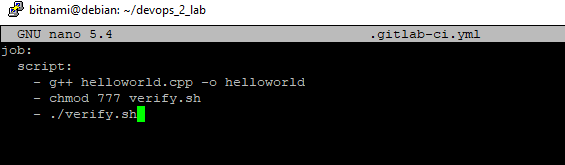 bitnami@debian: ~/devops_2_lab
GNU nano 5.4 .gitlab-ci.yml
job:
  script:
    - g++ helloworld.cpp -o helloworld
    - chmod 777 verify.sh
    - ./verify.sh